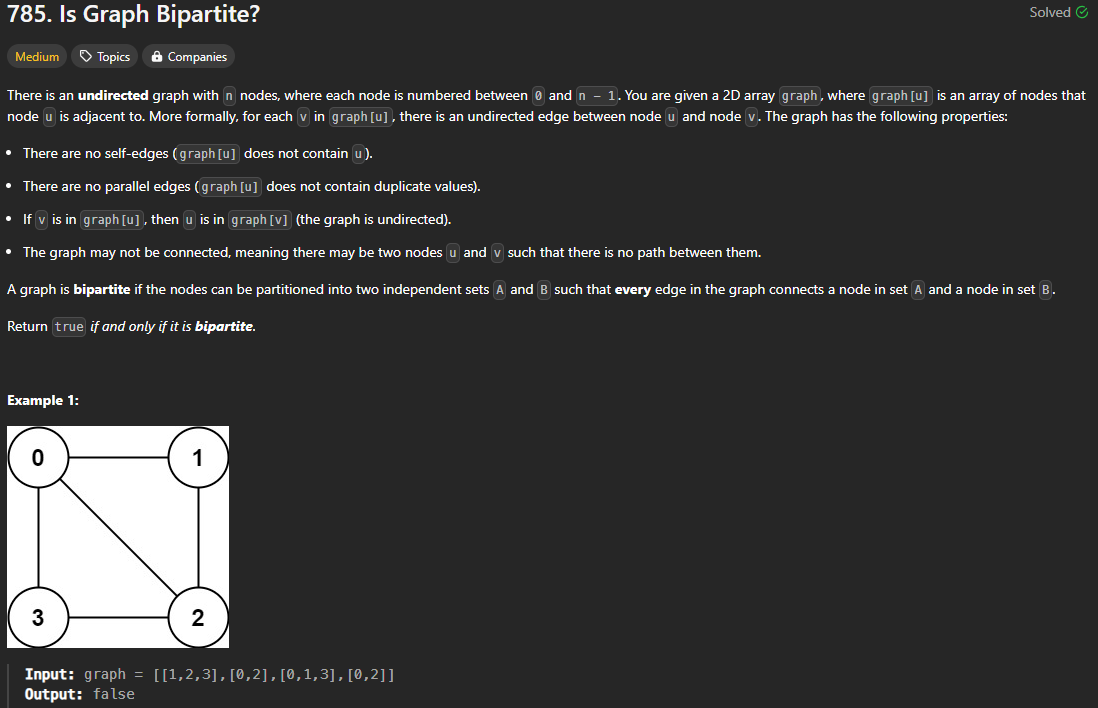 785. Is Graph Bipartite?
Solved
Medium
Topics
Companies
There is an undirected graph with n nodes, where each node is numbered between 0 and n - 1. You are given a 2D array graph, where graph[u] is an array of nodes that
node u is adjacent to. More formally, for each v in graph[u], there is an undirected edge between node u and node v. The graph has the following properties:
• There are no self-edges (graph[u] does not contain u).
• There are no parallel edges (graph[u] does not contain duplicate values).
• If v is in graph[u], then u is in graph[v] (the graph is undirected).
• The graph may not be connected, meaning there may be two nodes u and v such that there is no path between them.
A graph is bipartite if the nodes can be partitioned into two independent sets A and B such that every edge in the graph connects a node in set A and a node in set B.
Return true if and only if it is bipartite.
Example 1:
0 1
3 2
Input: graph = [[1,2,3],[0,2],[0,1,3],[0,2]]
Output: false